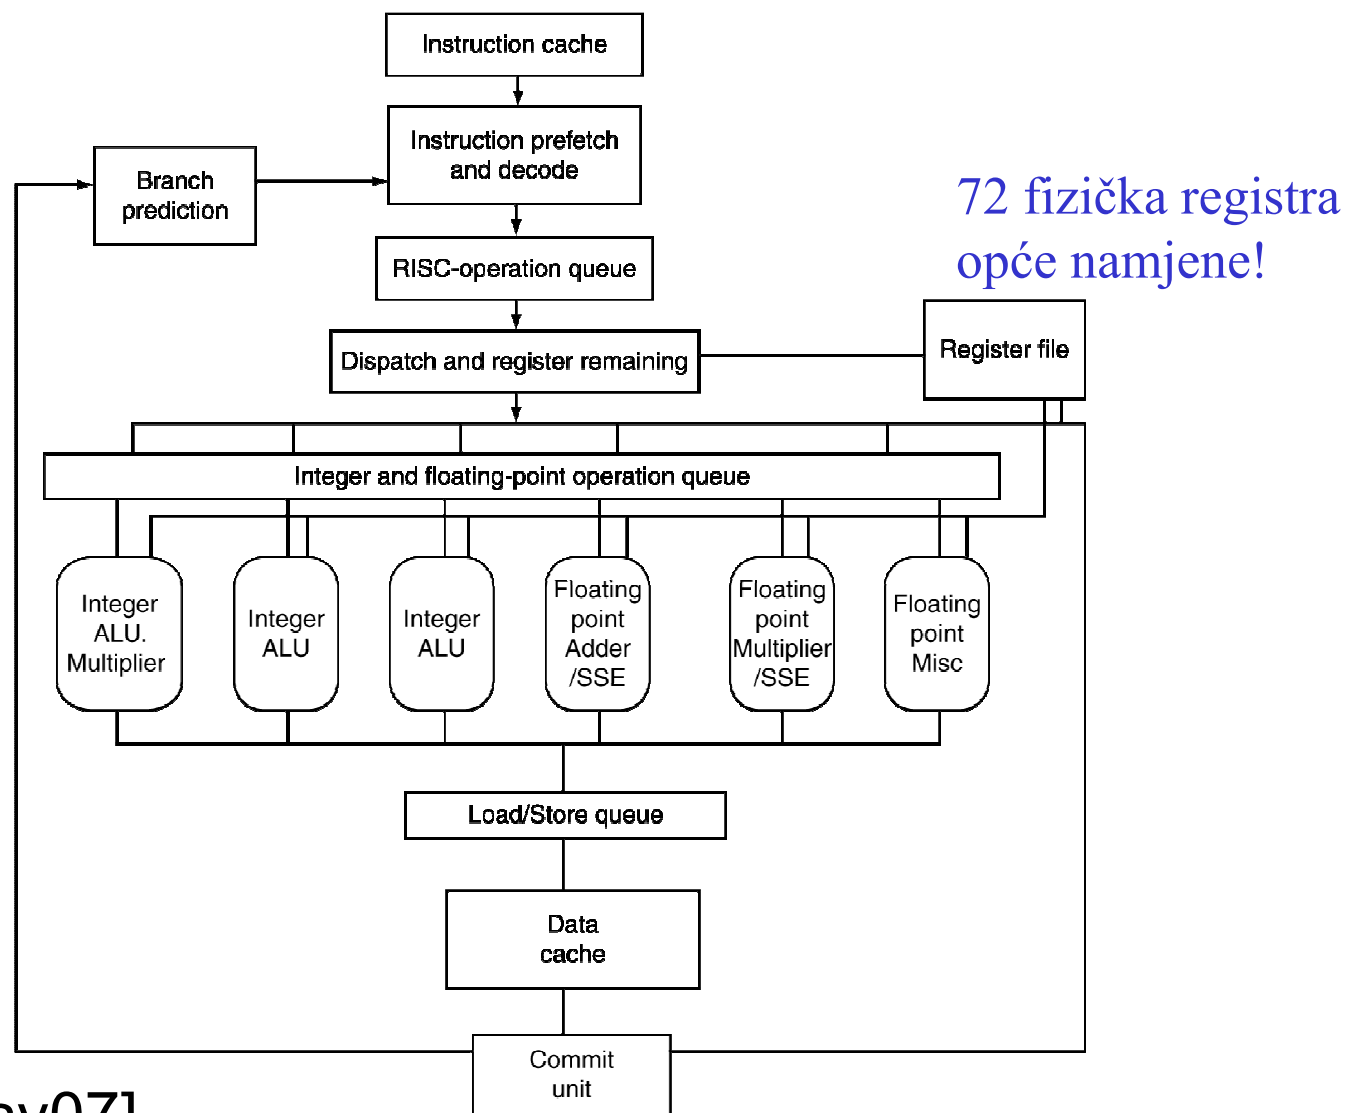 Instruction cache
Instruction prefetch
and decode
Branch
prediction
72 fizička registra
opće namjene!
RISC-operation queue
Dispatch and register remaining
Register file
Integer and floating-point operation queue
Integer
ALU.
Multiplier
Integer
ALU
Integer
ALU
Floating
point
Adder
/SSE
Floating
point
Multiplier
/SSE
Floating
point
Misc
Load/Store queue
Data
cache
Commit
unit